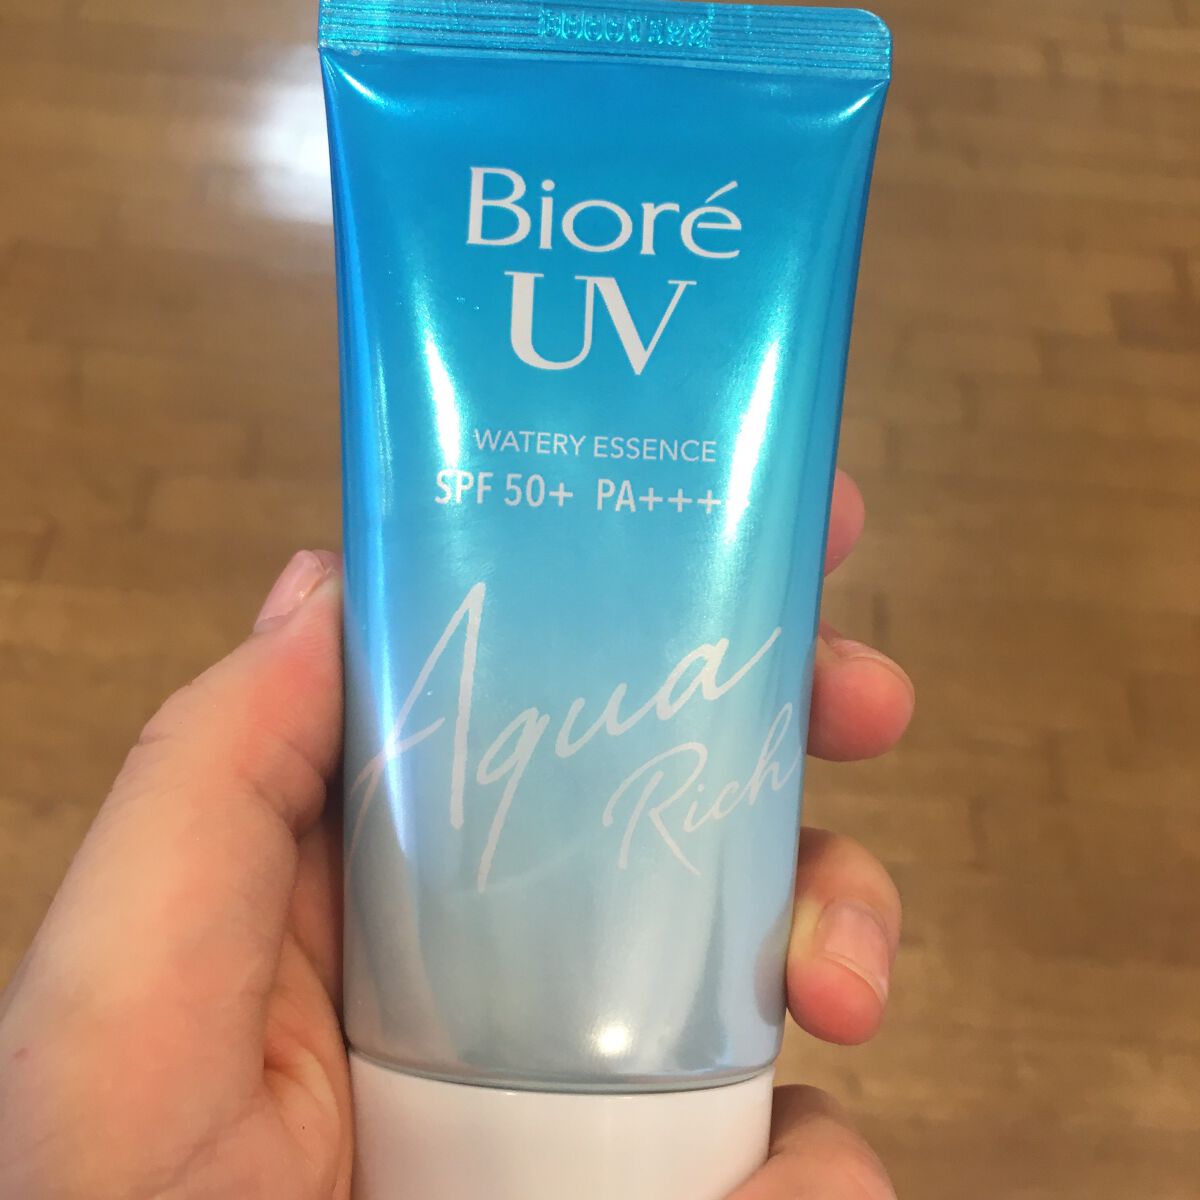 Bioré
UV
WATERY ESSENCE
SPF 50+ PA+++
Aqua
Rich